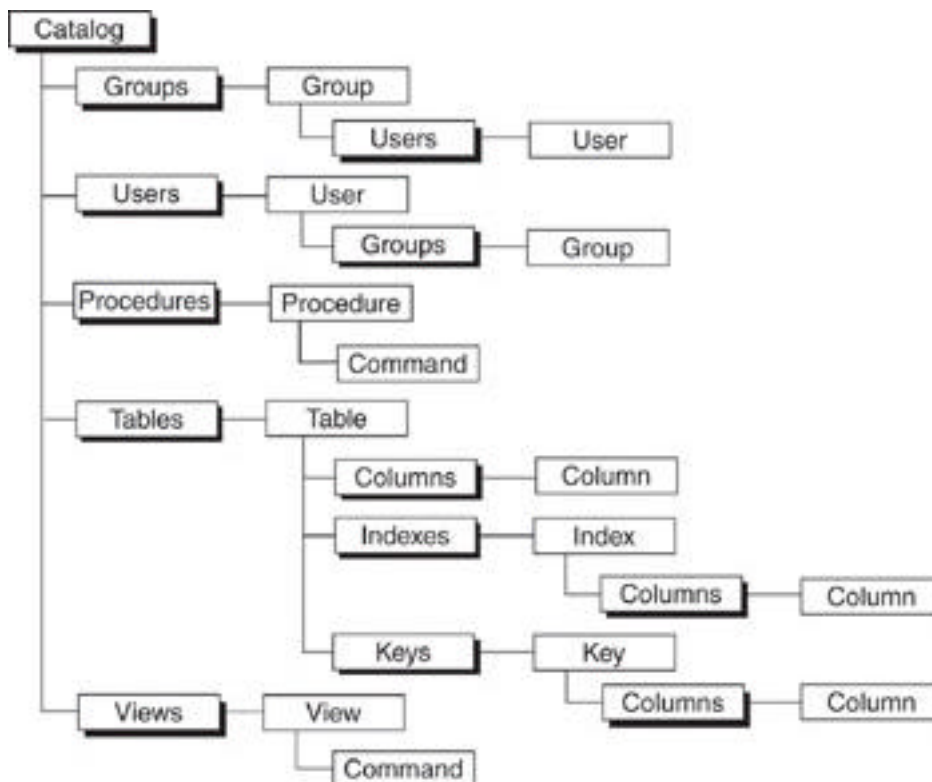 Catalog
Groups Group
Users User
Users User
Groups Group
Procedures Procedure
Command
Tables Table
Columns Column
Indexes Index
Columns Column
Keys Key
Columns Column
Views View
Command